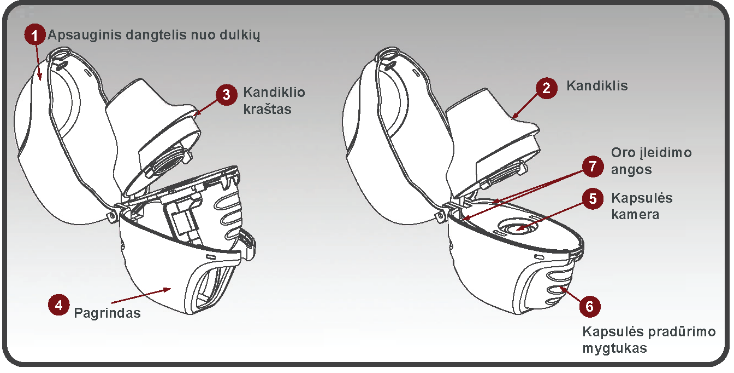 1 Apsauginis dangtelis nuo dulkių
3 Kandiklio
kraštas
4 Pagrindas
2 Kandiklis
7 Oro įleidimo
angos
5 Kapsulės
kamera
6
Kapsulės pradūrimo
mygtukas